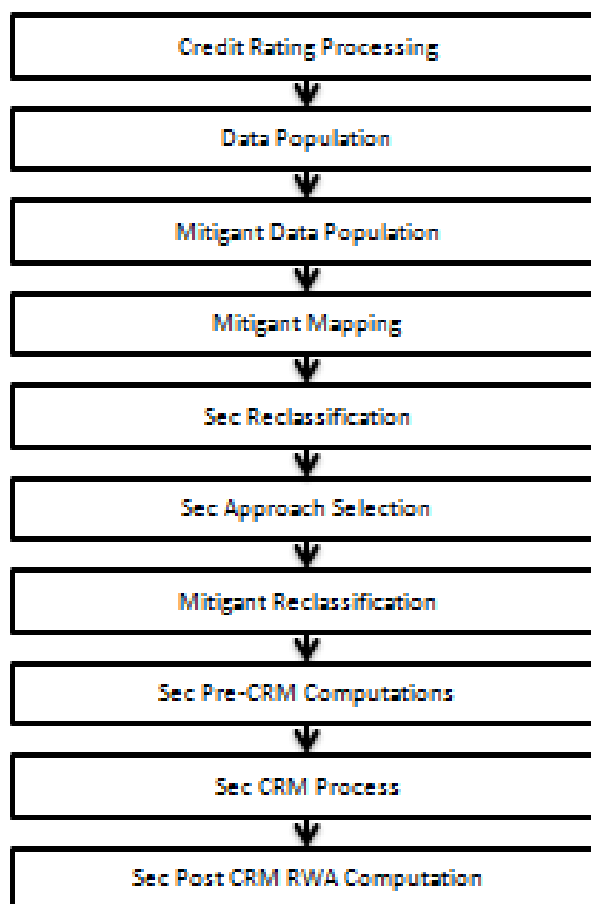 Credit Rating Processing
Data Population
Mitigant Data Population
Mitigant Mapping
Sec Reclassification
Sec Approach Selection
Mitigant Reclassification
Sec Pre-CRM Computations
Sec CRM Process
Sec Post CRM RWA Computation